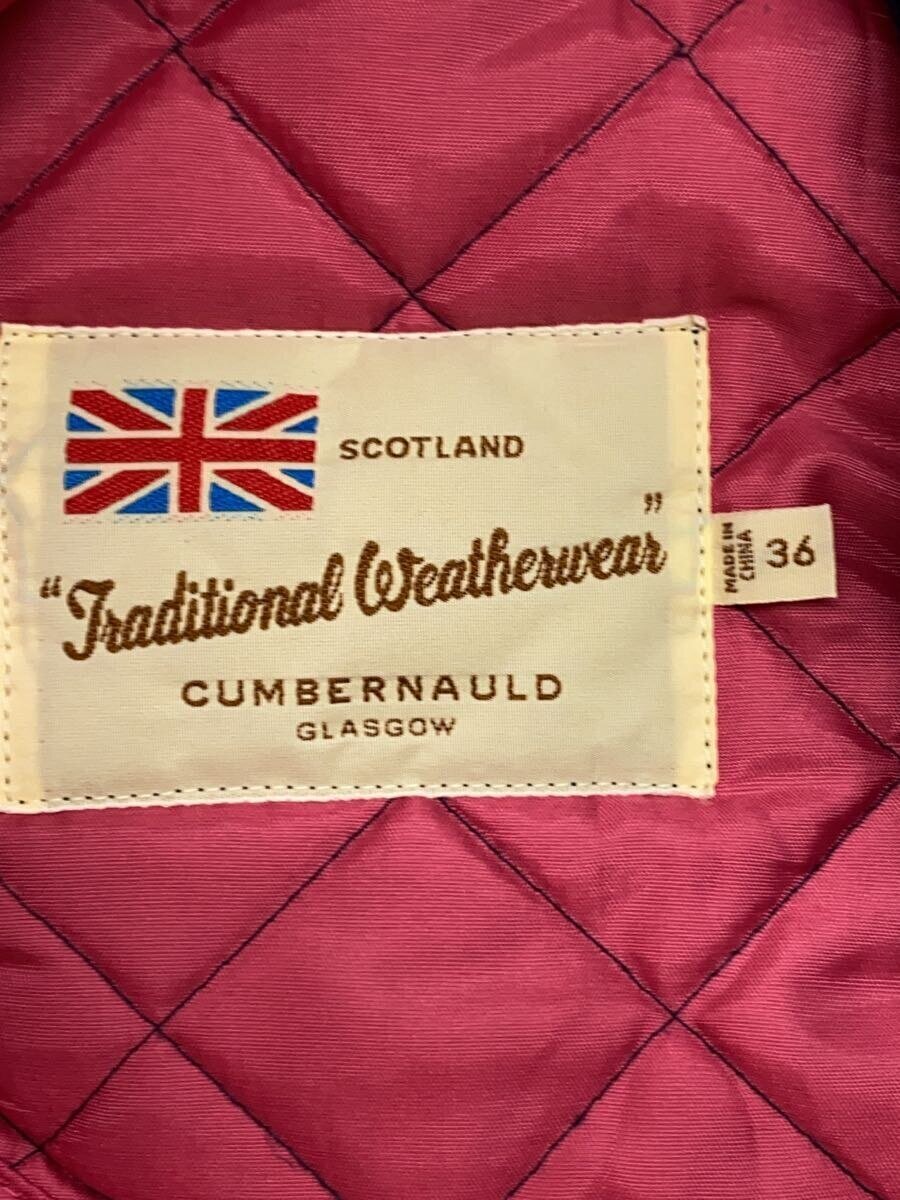 SCOTLAND
“Traditional Weatherwear”
CUMBERNAULD
GLASGOW
MADE IN
CHINA
36